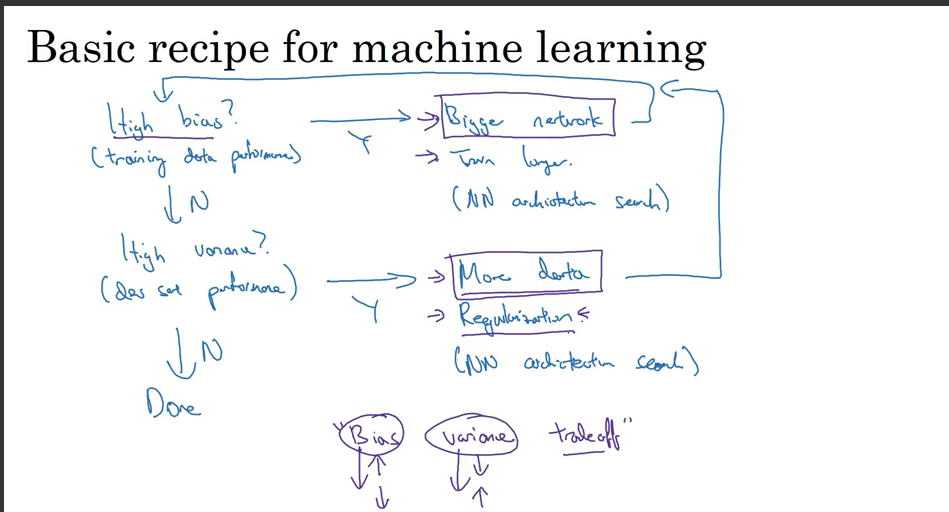 Basic recipe for machine learning
High bias?
Y
Bigger network
(training data performance)
Train longer.
N
(NN architecture search)
High variance?
(dev set performance)
Y
More data
Regularization.
N
(NN architecture search)
Done
"Bias variance tradeoff"